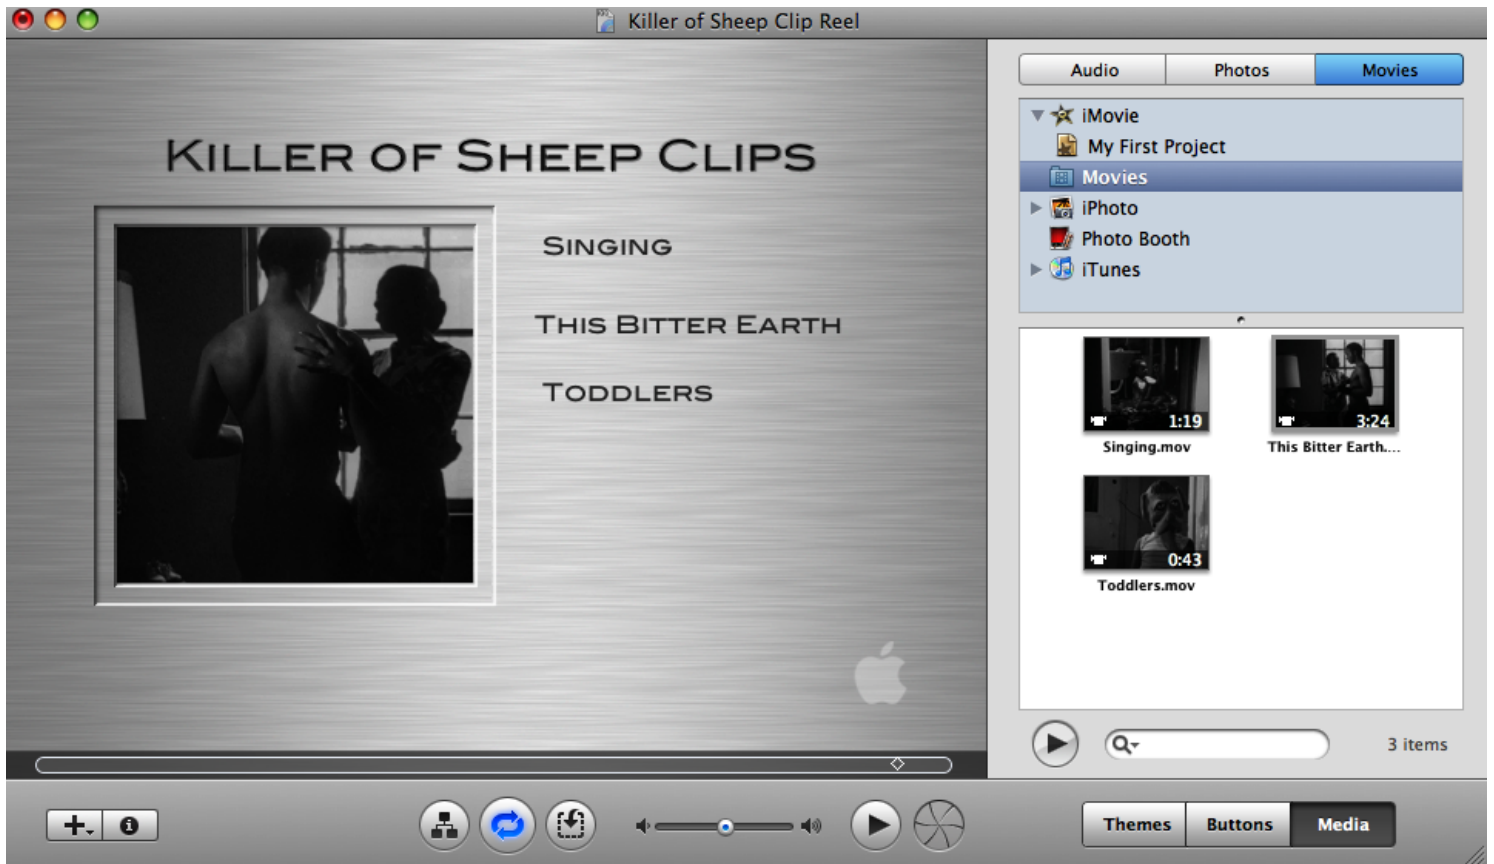 Killer of Sheep Clip Reel
Audio Photos Movies
iMovie
My First Project
Movies
iPhoto
Photo Booth
iTunes
KILLER OF SHEEP CLIPS
SINGING
THIS BITTER EARTH
TODDLERS
1:19 3:24
Singing.mov This Bitter Earth....
0:43
Toddlers.mov
3 items
Themes Buttons Media